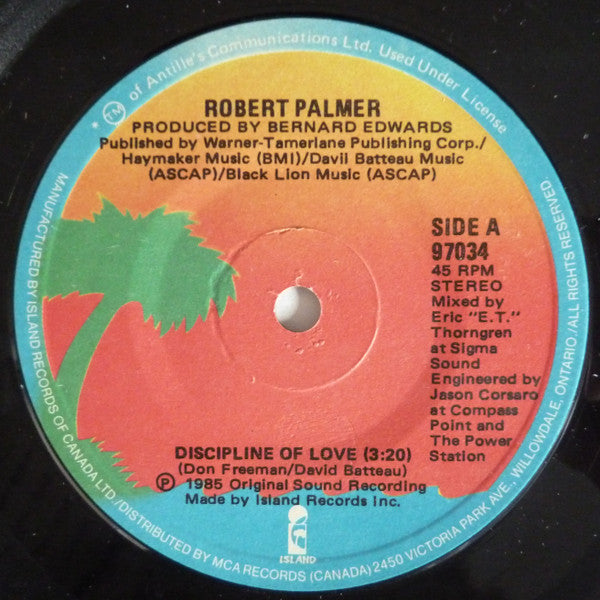 * TM of Antille's Communications Ltd. Used Under License
ROBERT PALMER
PRODUCED BY BERNARD EDWARDS
Published by Warner-Tamerlane Publishing Corp./
Haymaker Music (BMI)/Davii Batteau Music
(ASCAP)/Black Lion Music (ASCAP)
SIDE A
97034
45 RPM
STEREO
Mixed by
Eric "E.T."
Thorngren
at Sigma
Sound
Engineered by
Jason Corsaro
at Compass
Point and
The Power
Station
DISCIPLINE OF LOVE (3:20)
(Don Freeman/David Batteau)
Ⓟ 1985 Original Sound Recording
Made by Island Records Inc.
ISLAND
MANUFACTURED BY ISLAND RECORDS OF CANADA LTD./DISTRIBUTED BY MCA RECORDS (CANADA) 2450 VICTORIA PARK AVE., WILLOWDALE, ONTARIO./ALL RIGHTS RESERVED.